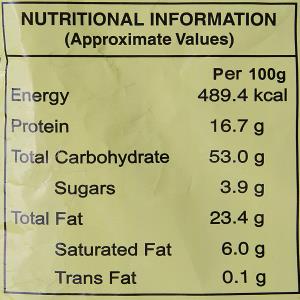 NUTRITIONAL INFORMATION
(Approximate Values)
Per 100g
Energy 489.4 kcal
Protein 16.7 g
Total Carbohydrate 53.0 g
Sugars 3.9 g
Total Fat 23.4 g
Saturated Fat 6.0 g
Trans Fat 0.1 g